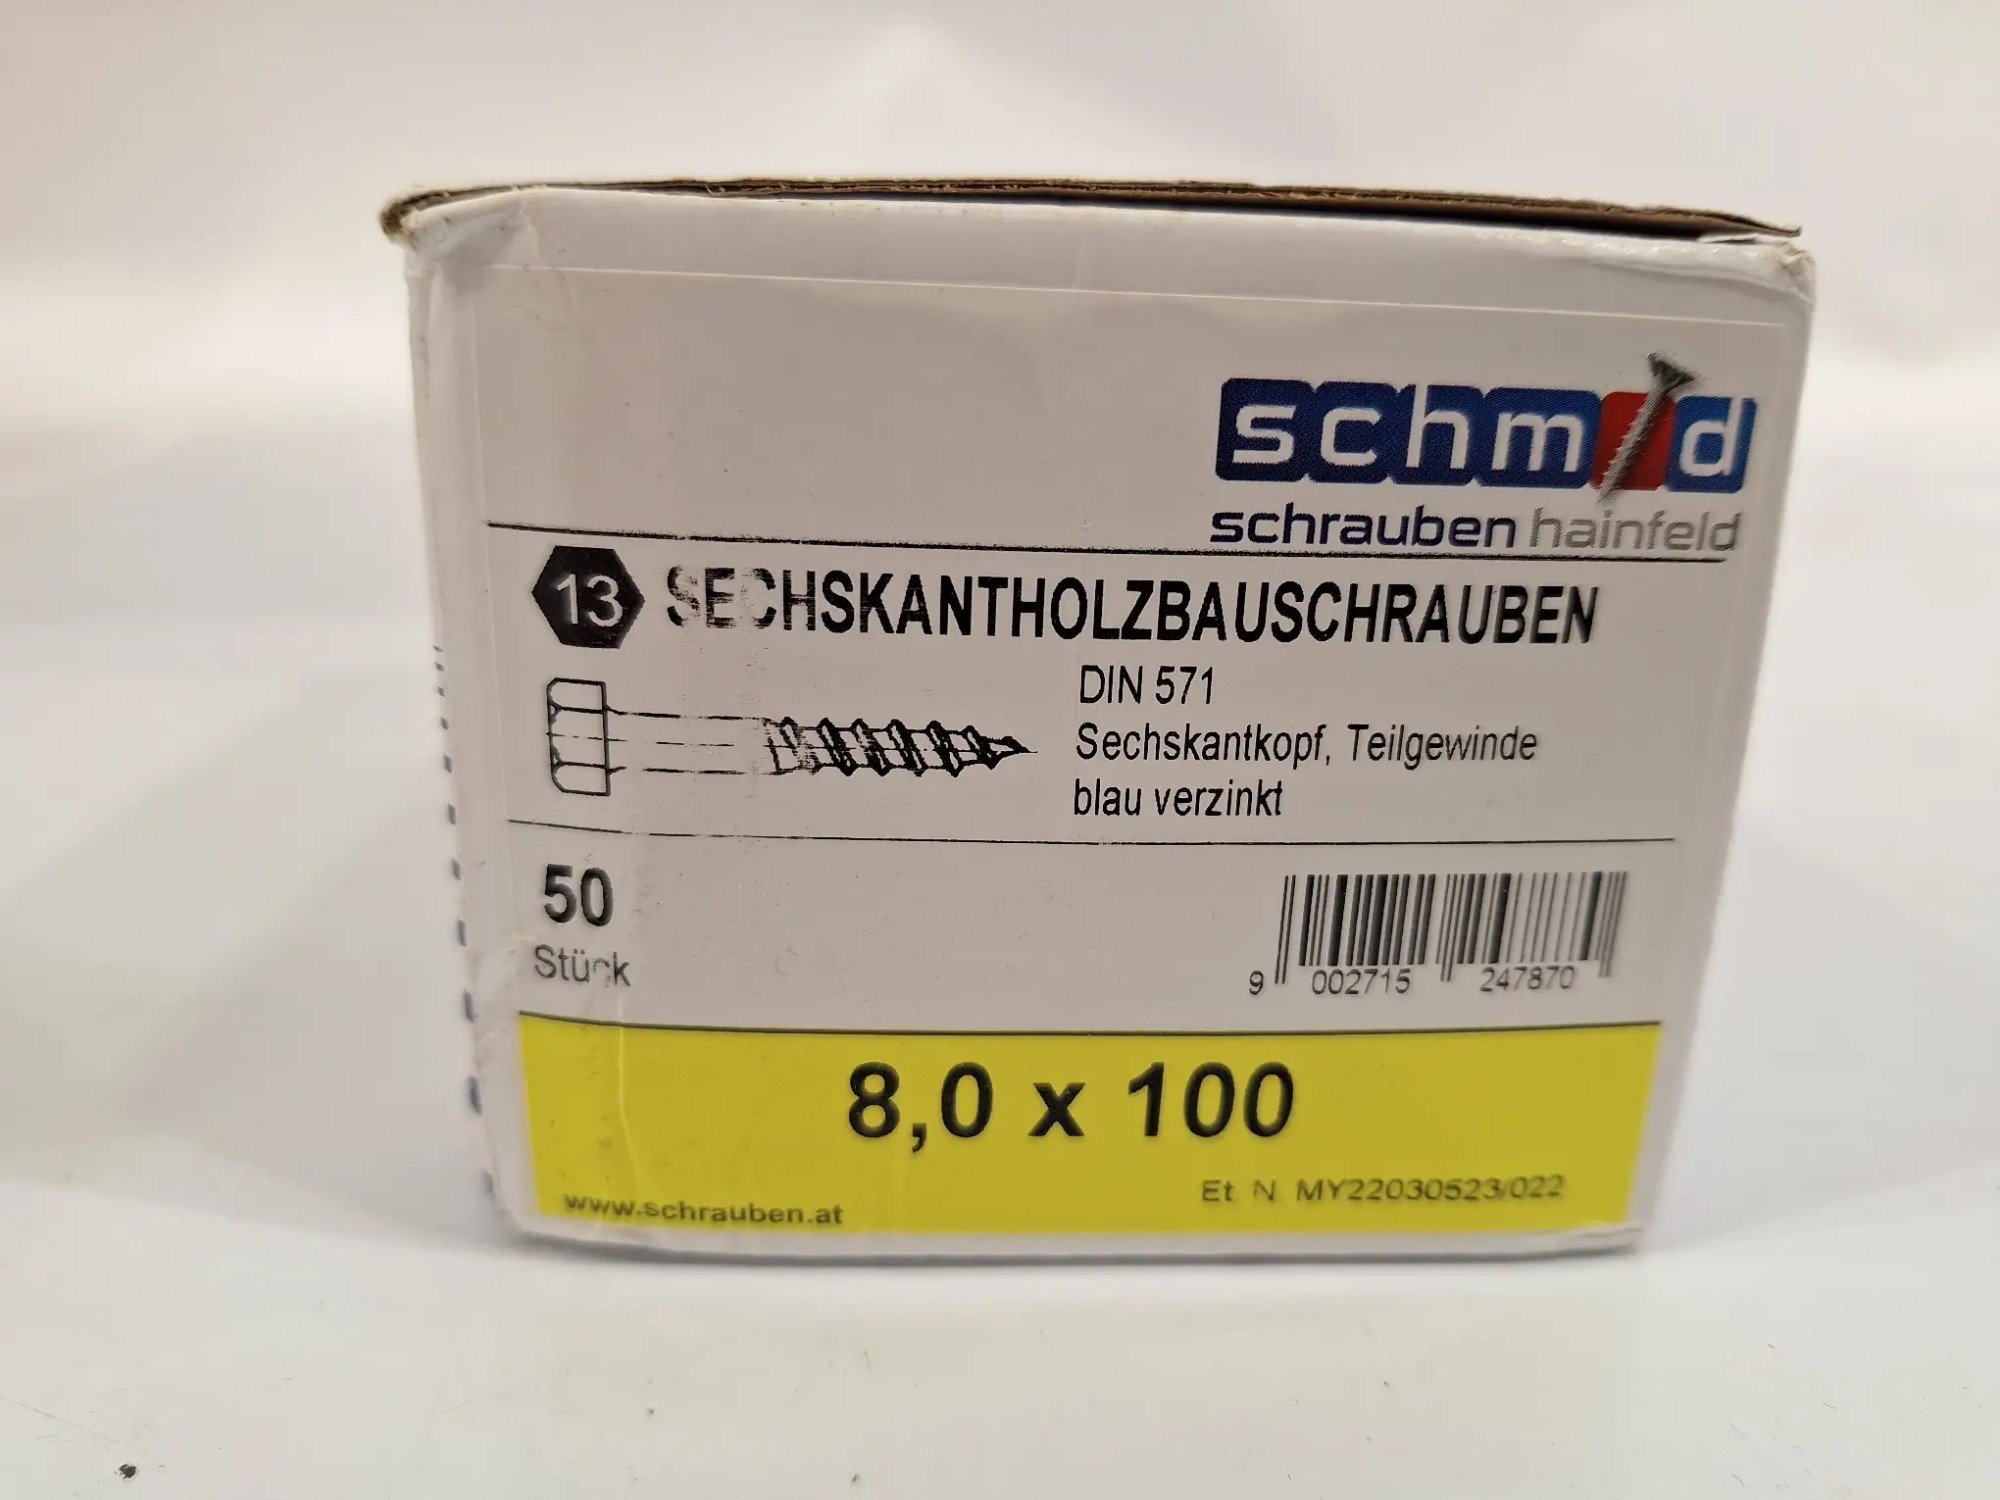 schmid
schrauben hainfeld
13 SECHSKANTHOLZBAUSCHRAUBEN
DIN 571
Sechskantkopf, Teilgewinde
blau verzinkt
50
Stück
9 002715 247870
8,0 x 100
Et. N. MY22030523/022
www.schrauben.at